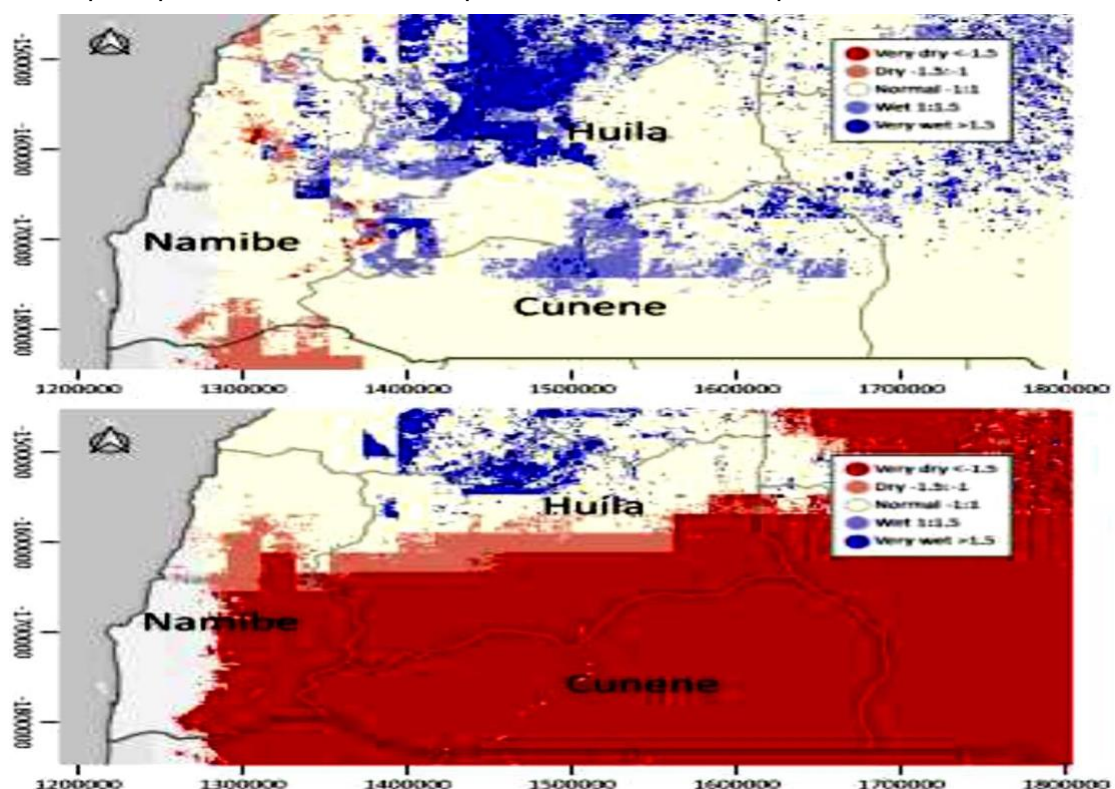 -1500000
-1600000
-1700000
-1800000
Very dry <-1.5
Dry -1.5:-1
Normal -1:1
Wet 1:1.5
Very wet >1.5
Huila
Namibe
Cunene
1200000 1300000 1400000 1500000 1600000 1700000 1800000
-1500000
-1600000
-1700000
-1800000
Very dry <-1.5
Dry -1.5:-1
Normal -1:1
Wet 1:1.5
Very wet >1.5
Huíla
Namibe
Cunene
1200000 1300000 1400000 1500000 1600000 1700000 1800000